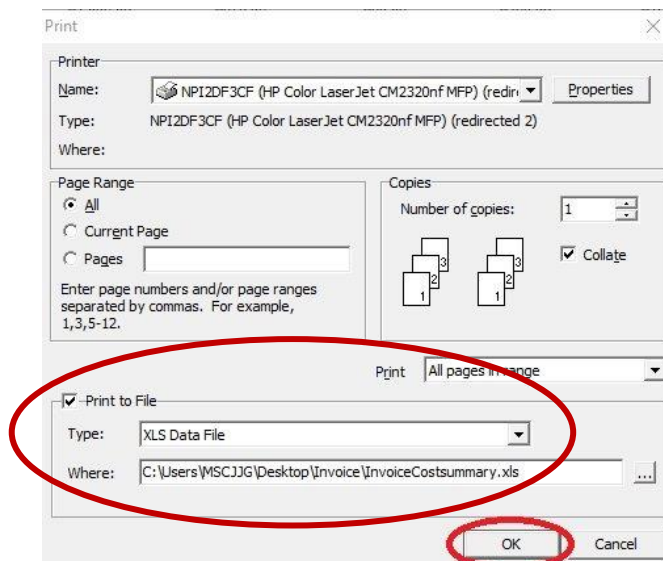 Print
Printer
Name:
NPI2DF3CF (HP Color LaserJet CM2320nf MFP) (redir
Properties
Type: NPI2DF3CF (HP Color LaserJet CM2320nf MFP) (redirected 2)
Where:
Page Range
All
Current Page
Pages
Enter page numbers and/or page ranges
separated by commas. For example,
1,3,5-12.
Copies
Number of copies: 1
3
2
1
3
2
1
Collate
Print All pages in range
Print to File
Type: XLS Data File
Where: C:\Users\MSCJJG\Desktop\Invoice\InvoiceCostsummary.xls ...
OK Cancel